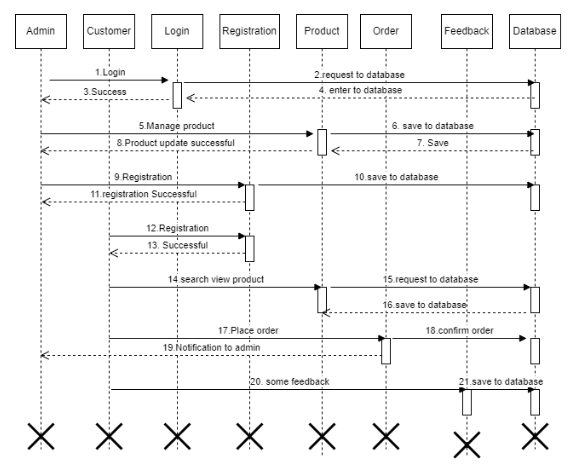 Admin
Customer
Login
Registration
Product
Order
Feedback
Database
1.Login
2.request to database
3.Success
4. enter to database
5.Manage product
6. save to database
8.Product update successful
7. Save
9.Registration
10.save to database
11.registration Successful
12.Registration
13. Successful
14.search view product
15.request to database
16.save to database
17.Place order
18.confirm order
19.Notification to admin
20. some feedback
21.save to database